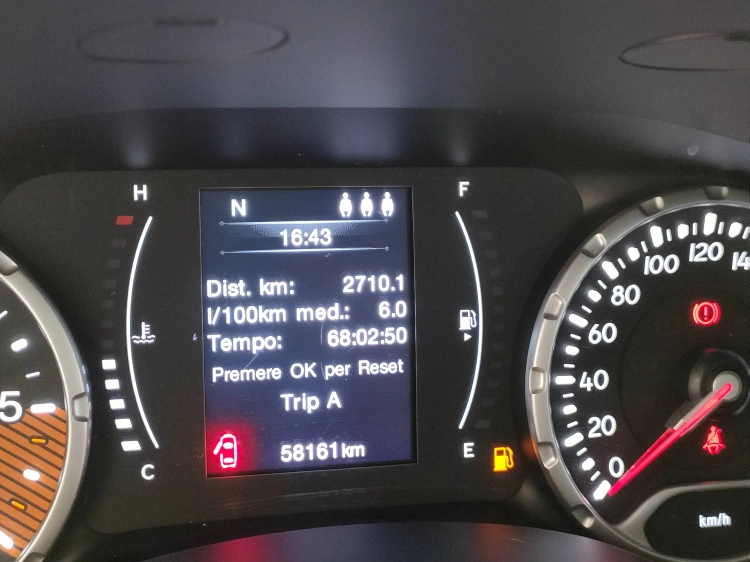 H
F
N
16:43
Dist. km: 2710.1
l/100km med.: 6.0
Tempo: 68:02:50
Premere OK per Reset
Trip A
58161km
C
E
5
0
20
40
60
80
100
120
14
km/h